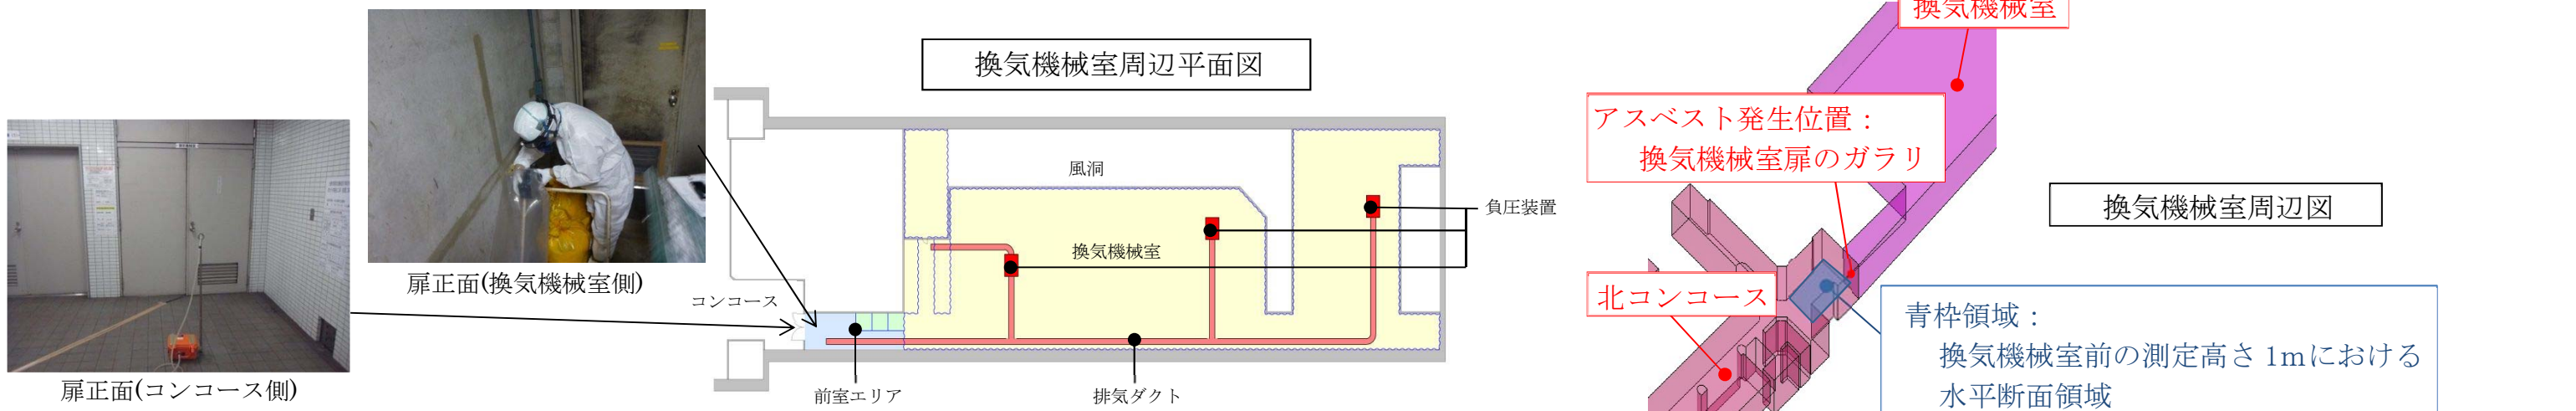 扉正面(コンコース側)
扉正面(換気機械室側)
換気機械室周辺平面図
コンコース
風洞
換気機械室
負圧装置
前室エリア
排気ダクト
換気機械室
アスベスト発生位置：
換気機械室扉のガラリ
北コンコース
換気機械室周辺図
青枠領域：
換気機械室前の測定高さ 1mにおける
水平断面領域